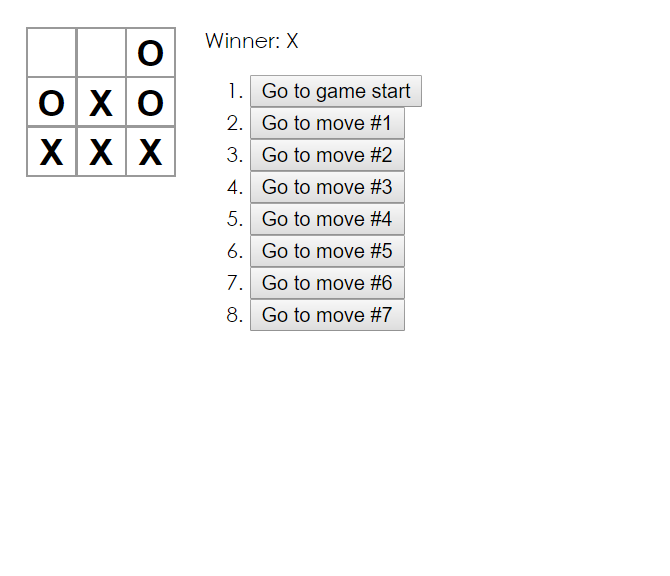 O
O X O
X X X
Winner: X
1. Go to game start
2. Go to move #1
3. Go to move #2
4. Go to move #3
5. Go to move #4
6. Go to move #5
7. Go to move #6
8. Go to move #7